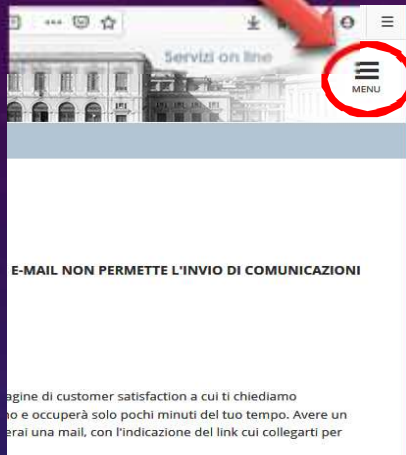 Servizi on line
MENU
E-MAIL NON PERMETTE L'INVIO DI COMUNICAZIONI
agine di customer satisfaction a cui ti chiediamo
no e occuperà solo pochi minuti del tuo tempo. Avere un
erai una mail, con l'indicazione del link cui collegarti per